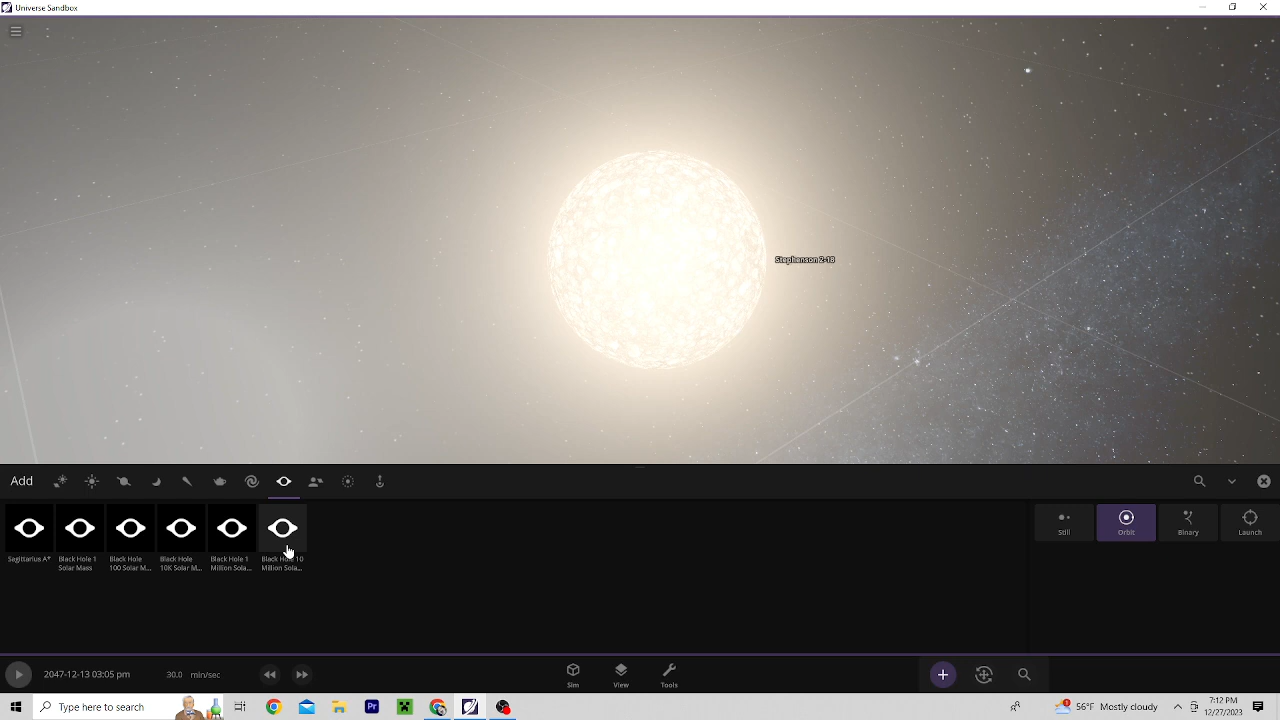 Universe Sandbox
Stephenson 2-18
Add
Sagittarius A*
Black Hole 1
Solar Mass
Black Hole
100 Solar M...
Black Hole
10K Solar M...
Black Hole 1
Million Sola...
Black Hole 10
Million Sola...
Still
Orbit
Binary
Launch
2047-12-13 03:05 pm
30.0 min/sec
Sim
View
Tools
Type here to search
Pr
56°F Mostly cloudy
7:12 PM
12/27/2023